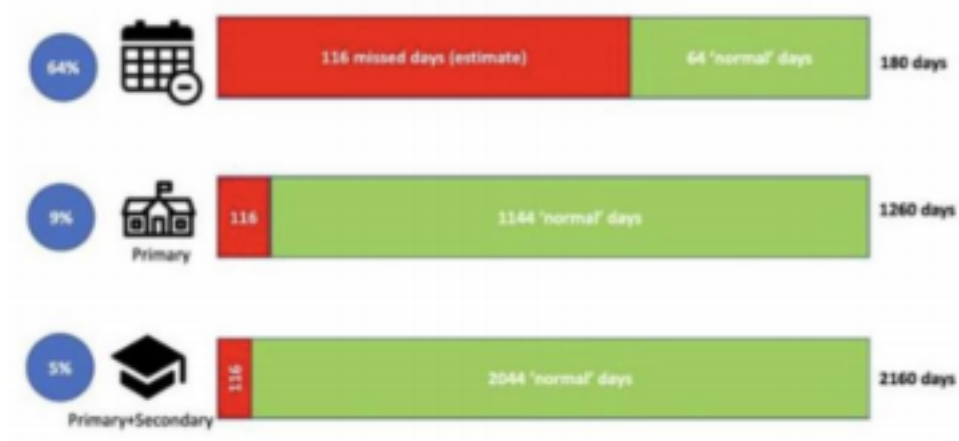 64%
116 missed days (estimate)
64 'normal' days
180 days
9%
Primary
116
1144 'normal' days
1260 days
5%
Primary+Secondary
116
2044 'normal' days
2160 days